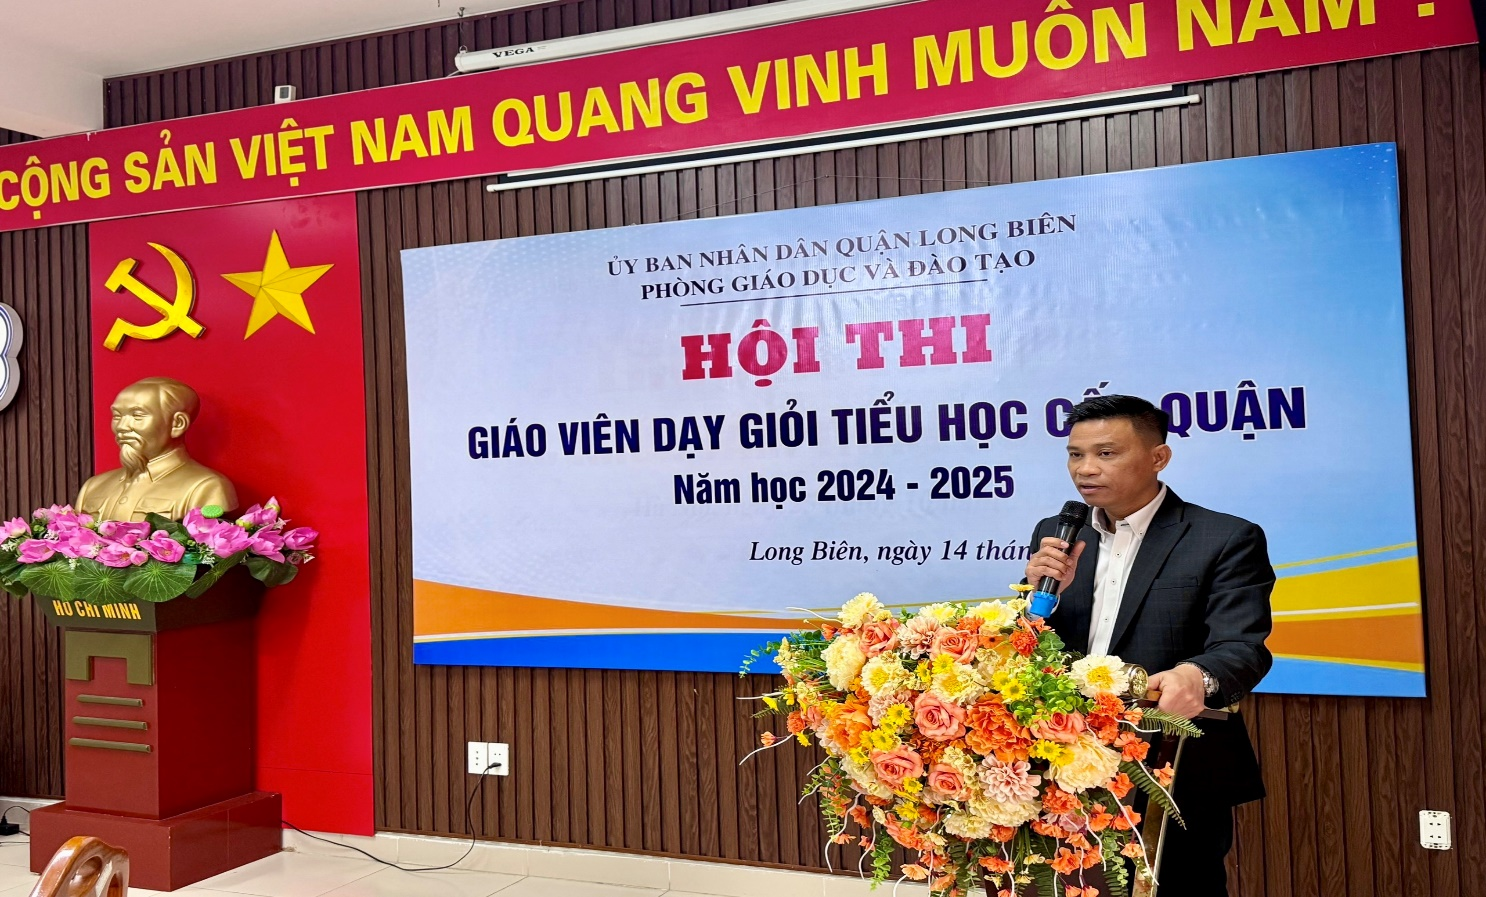 VEGA
CỘNG SẢN VIỆT NAM QUANG VINH MUÔN NĂM !
ỦY BAN NHÂN DÂN QUẬN LONG BIÊN
PHÒNG GIÁO DỤC VÀ ĐÀO TẠO
HỘI THI
GIÁO VIÊN DẠY GIỎI TIỂU HỌC CẤP QUẬN
Năm học 2024 - 2025
Long Biên, ngày 14 thán
HỒ CHÍ MINH